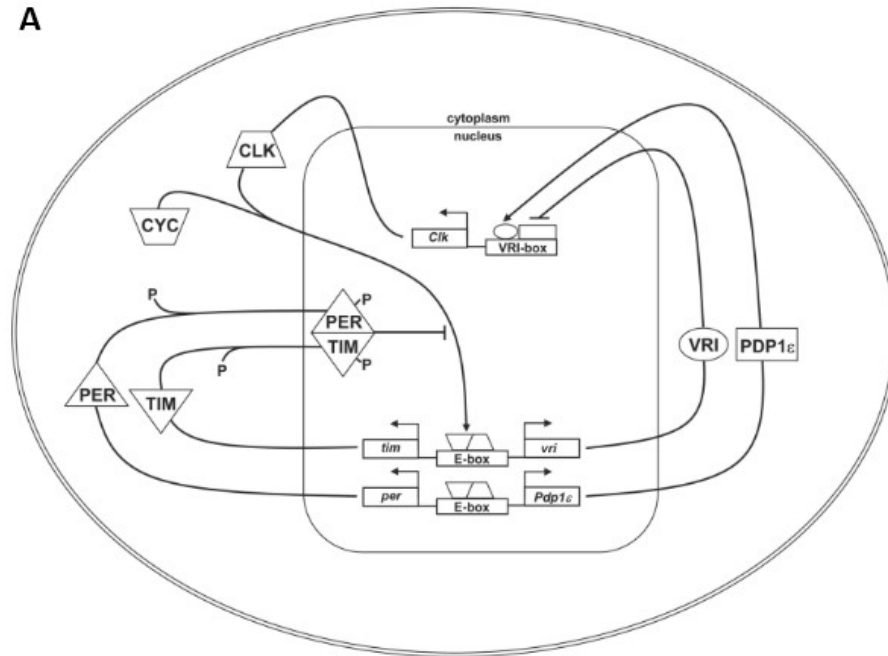 A
cytoplasm
nucleus
CLK
CYC
Clk
VRI-box
P
P
PER
TIM
P
P
PER
TIM
VRI
PDP1ε
tim
E-box
vri
per
E-box
Pdp1ε